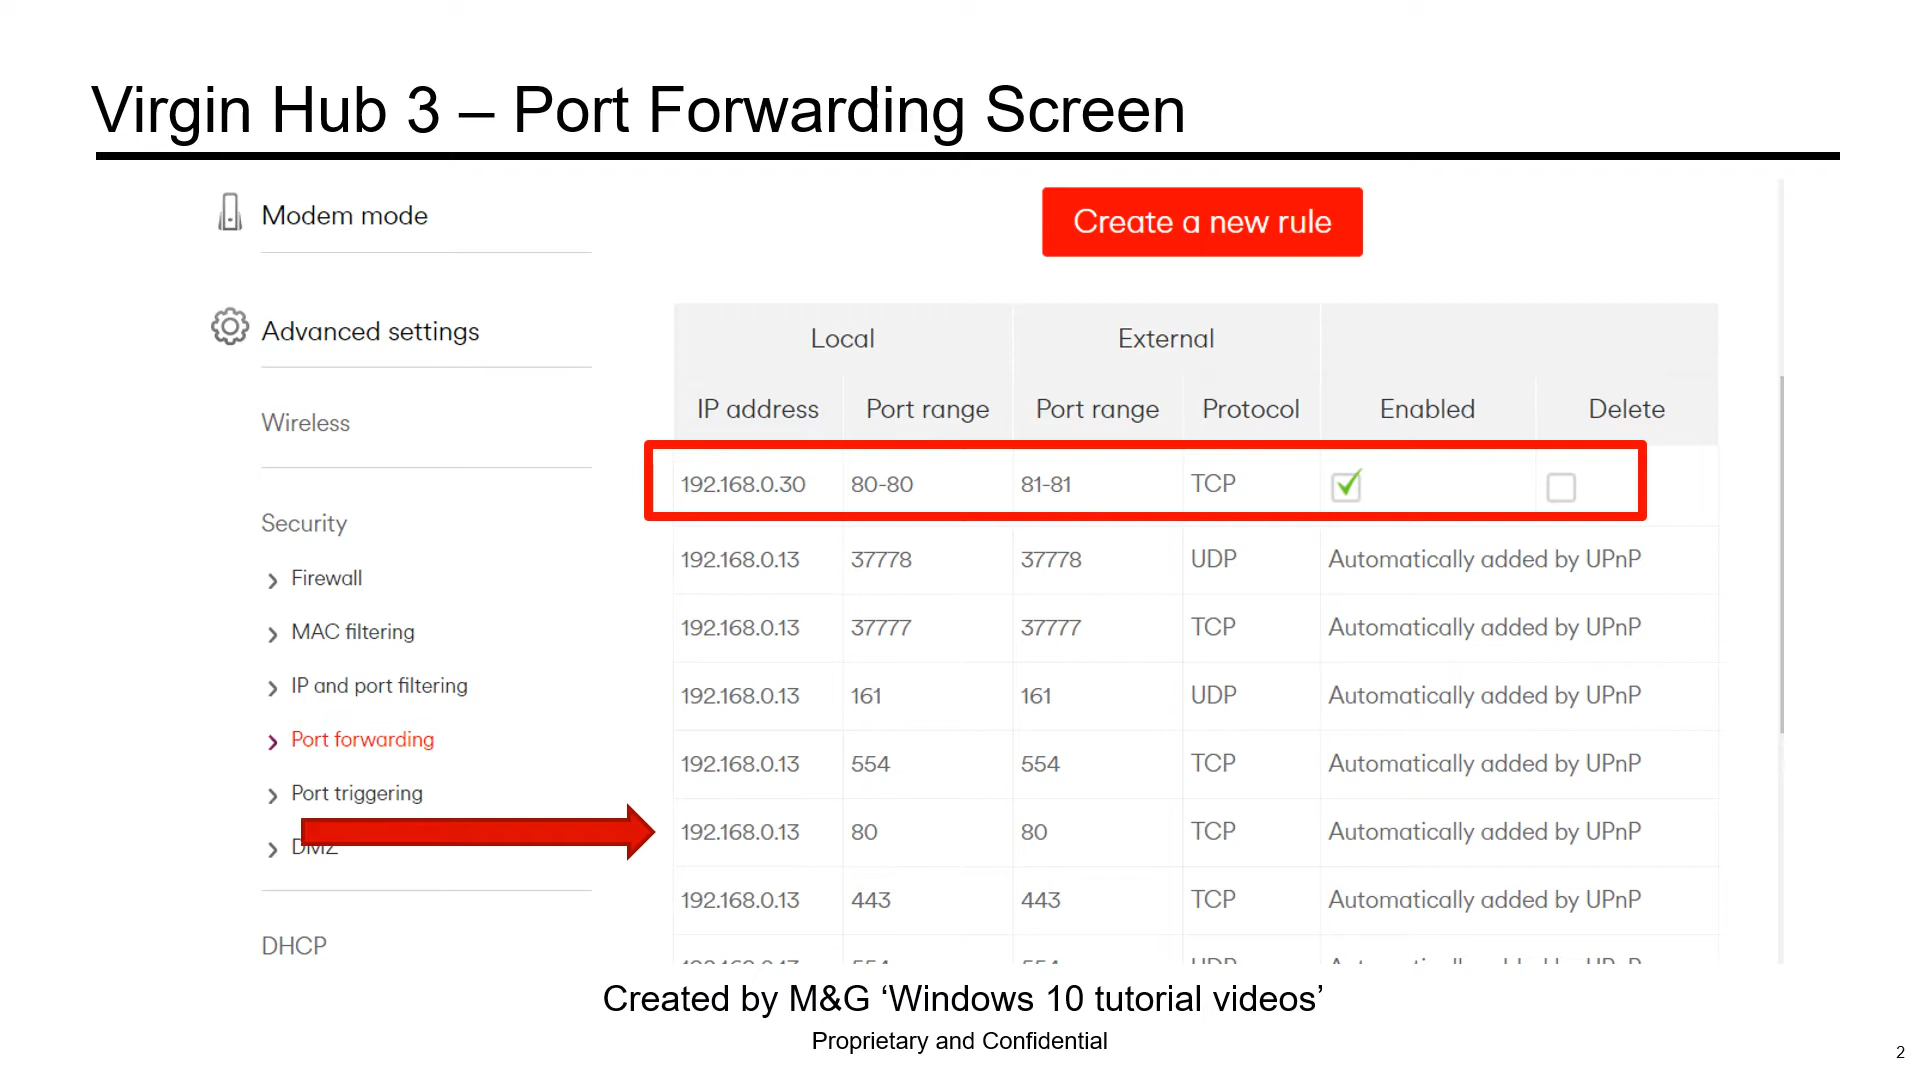 Virgin Hub 3 – Port Forwarding Screen
Modem mode
Create a new rule
Advanced settings
Local External
IP address Port range Port range Protocol Enabled Delete
Wireless
192.168.0.30 80-80 81-81 TCP
Security
192.168.0.13 37778 37778 UDP Automatically added by UPnP
Firewall
192.168.0.13 37777 37777 TCP Automatically added by UPnP
MAC filtering
192.168.0.13 161 161 UDP Automatically added by UPnP
IP and port filtering
Port forwarding
192.168.0.13 554 554 TCP Automatically added by UPnP
Port triggering
192.168.0.13 80 80 TCP Automatically added by UPnP
DMZ
192.168.0.13 443 443 TCP Automatically added by UPnP
DHCP
Created by M&G ‘Windows 10 tutorial videos’
Proprietary and Confidential
2